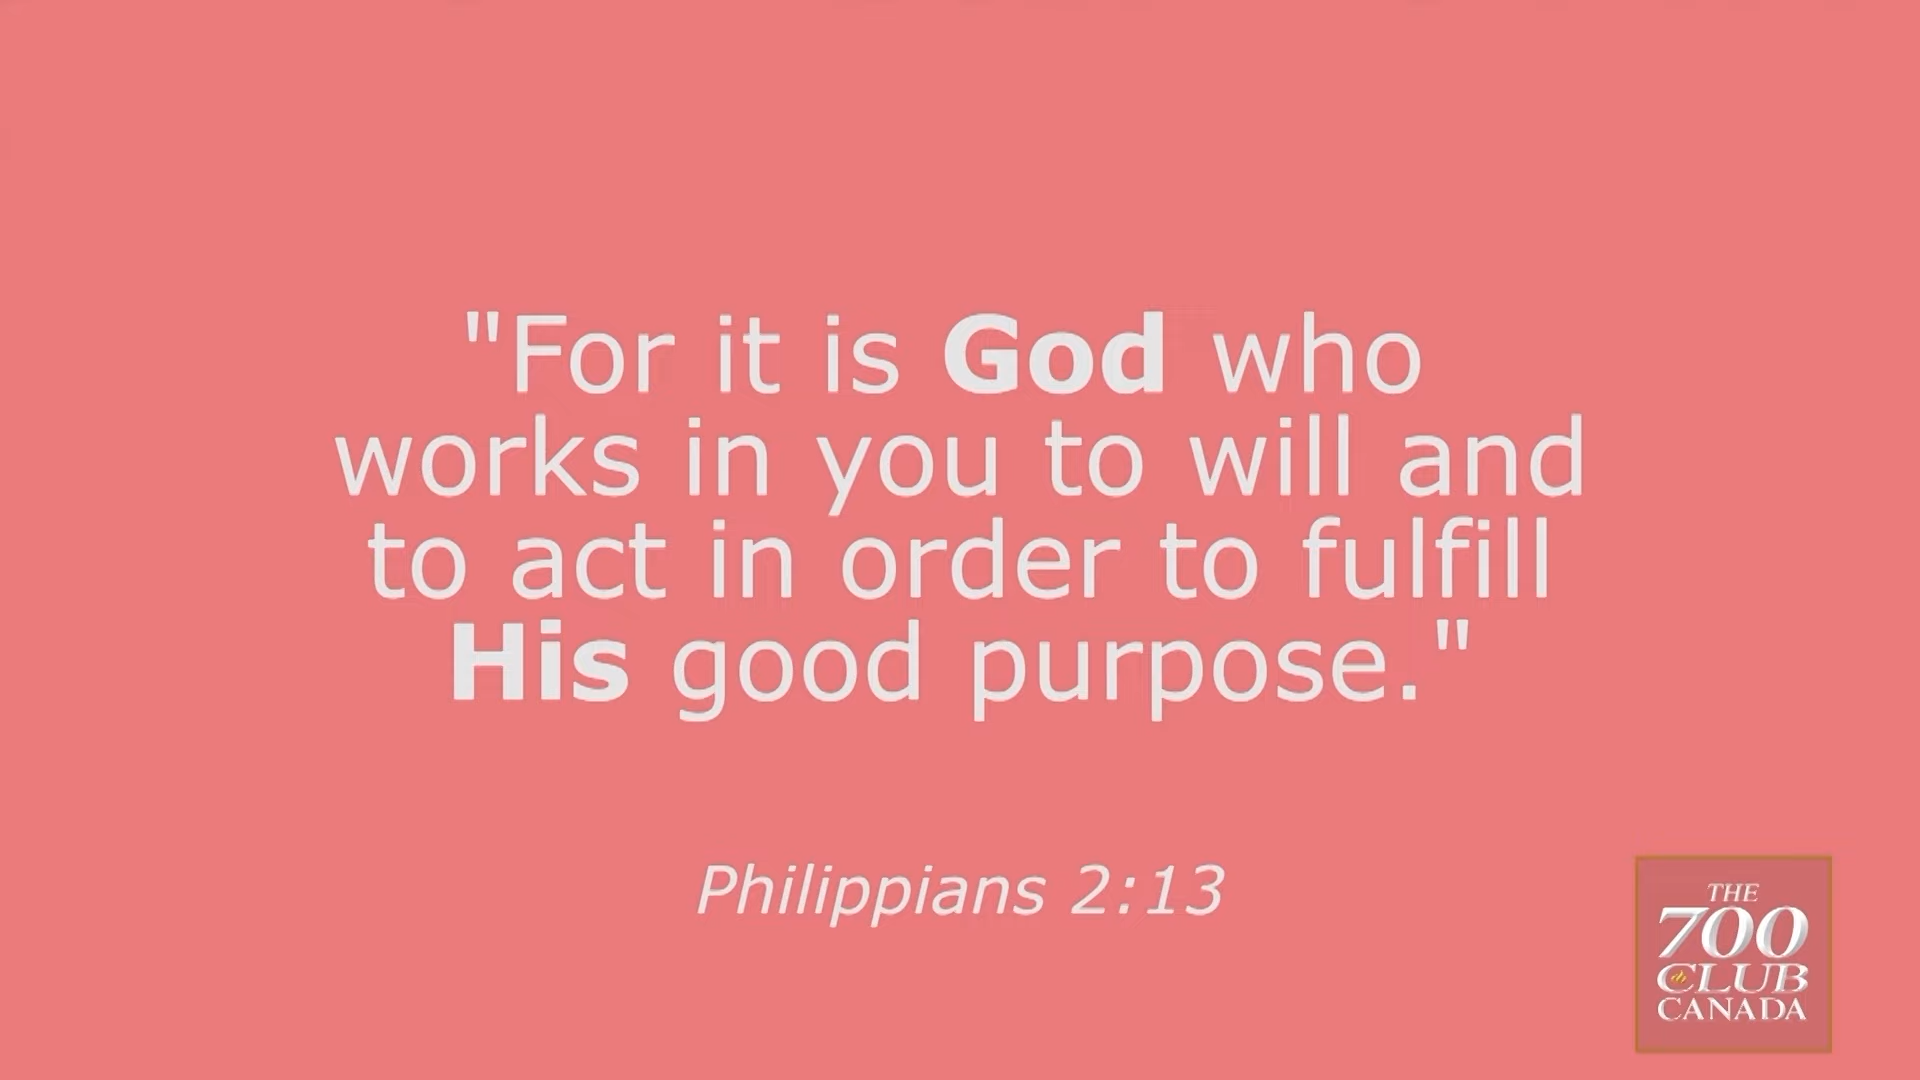 "For it is God who
works in you to will and
to act in order to fulfill
His good purpose."
Philippians 2:13
THE
700
CLUB
CANADA